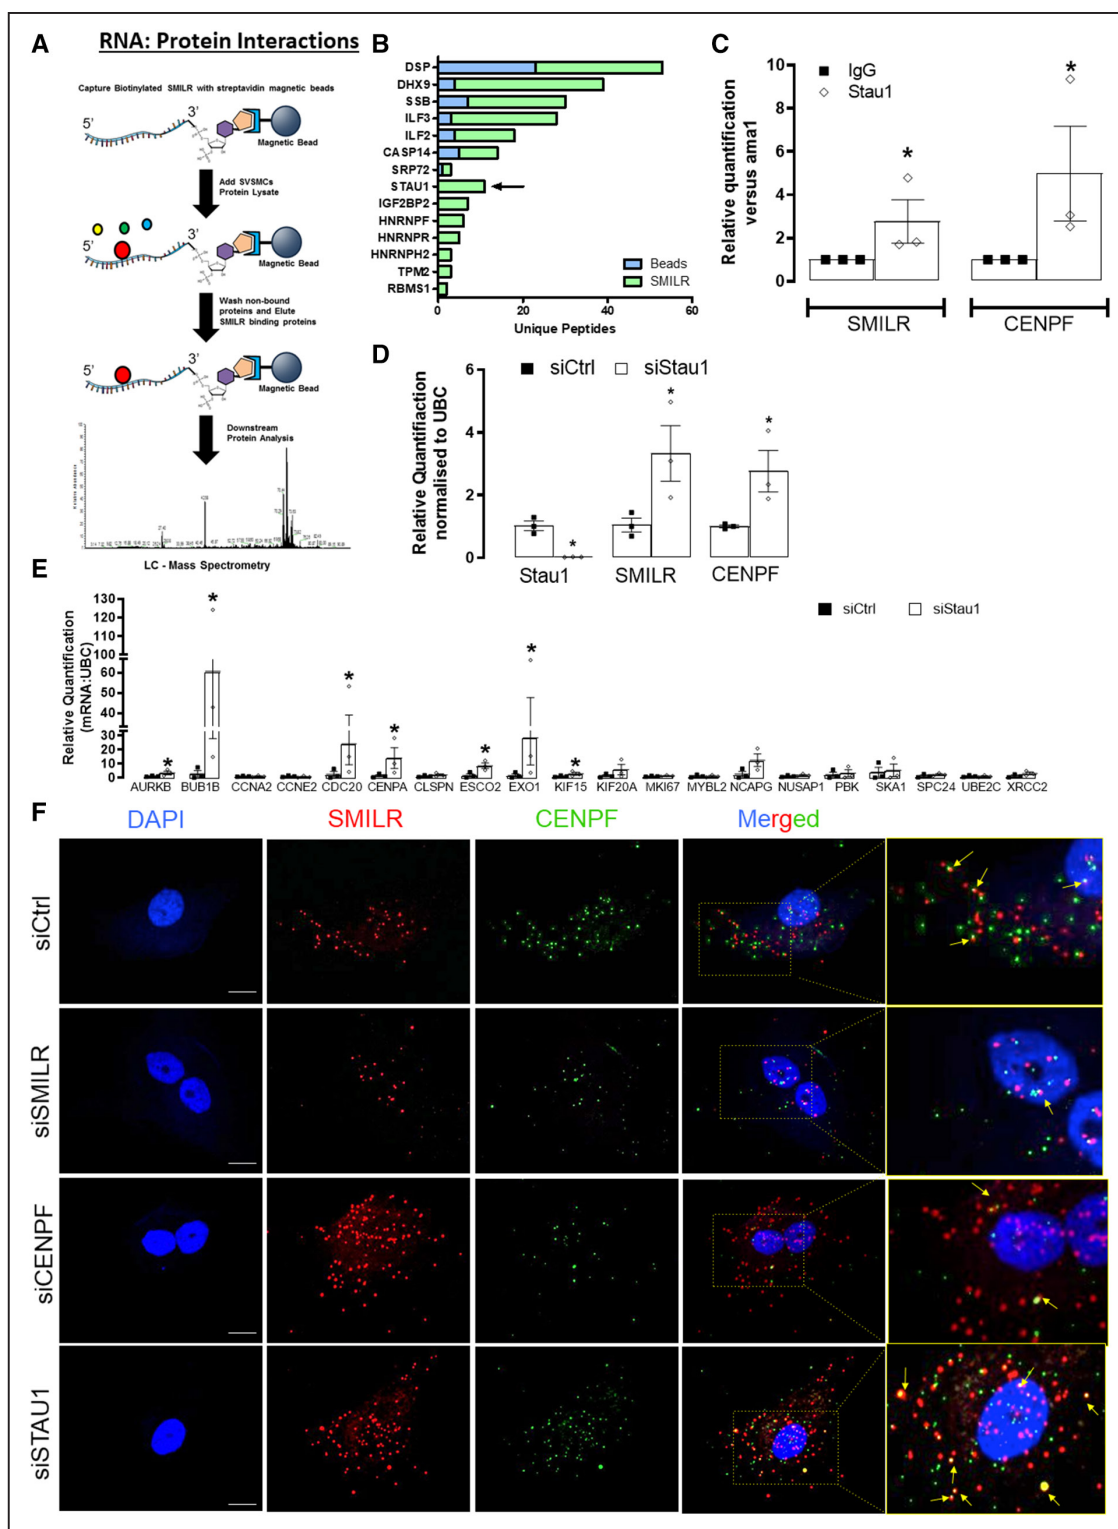 A
RNA: Protein Interactions
Capture Biotinylated SMILR with streptavidin magnetic beads
5'
3'
Magnetic Bead
Add SVSMCs
Protein Lysate
5'
3'
Magnetic Bead
Wash non-bound
proteins and Elute
SMILR binding proteins
5'
3'
Magnetic Bead
Downstream
Protein Analysis
LC - Mass Spectrometry
B
DSP
DHX9
SSB
ILF3
ILF2
CASP14
SRP72
STAU1
IGF2BP2
HNRNPF
HNRNPR
HNRNPH2
TPM2
RBMS1
Beads
SMILR
0 20 40 60
Unique Peptides
C
Relative quantification
versus ama1
10
8
6
4
2
0
IgG
Stau1
*
*
SMILR CENPF
D
Relative Quantifiaction
normalised to UBC
6
4
2
0
siCtrl siStau1
*
*
*
Stau1 SMILR CENPF
E
Relative Quantification
(mRNA:UBC)
130
120
110
100
60
50
40
30
20
10
0
siCtrl siStau1
* * * * * * *
AURKB BUB1B CCNA2 CCNE2 CDC20 CENPA CLSPN ESCO2 EXO1 KIF15 KIF20A MKI67 MYBL2 NCAPG NUSAP1 PBK SKA1 SPC24 UBE2C XRCC2
F
DAPI SMILR CENPF Merged
siCtrl
siSMILR
siCENPF
siSTAU1